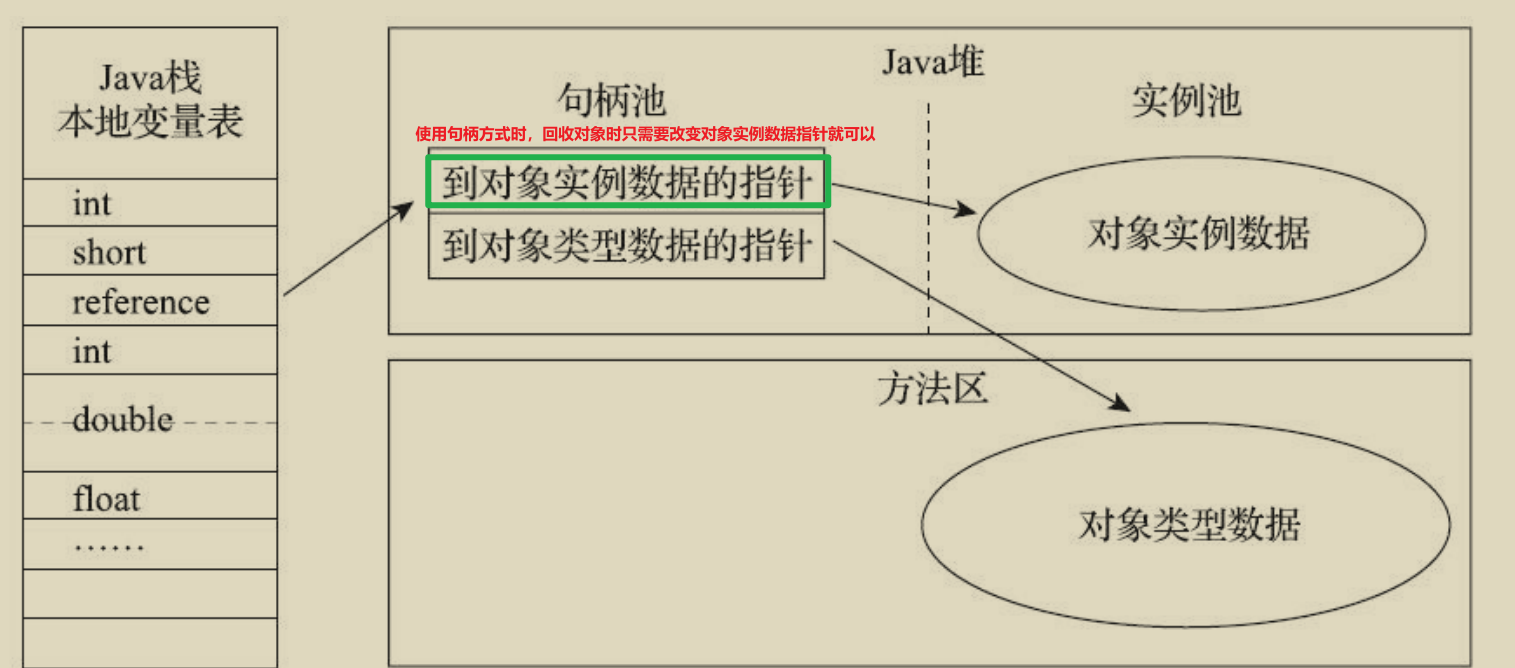 Java栈
本地变量表
int
short
reference
int
double
float
……
Java堆
句柄池
实例池
使用句柄方式时，回收对象时只需要改变对象实例数据指针就可以
到对象实例数据的指针
到对象类型数据的指针
对象实例数据
方法区
对象类型数据